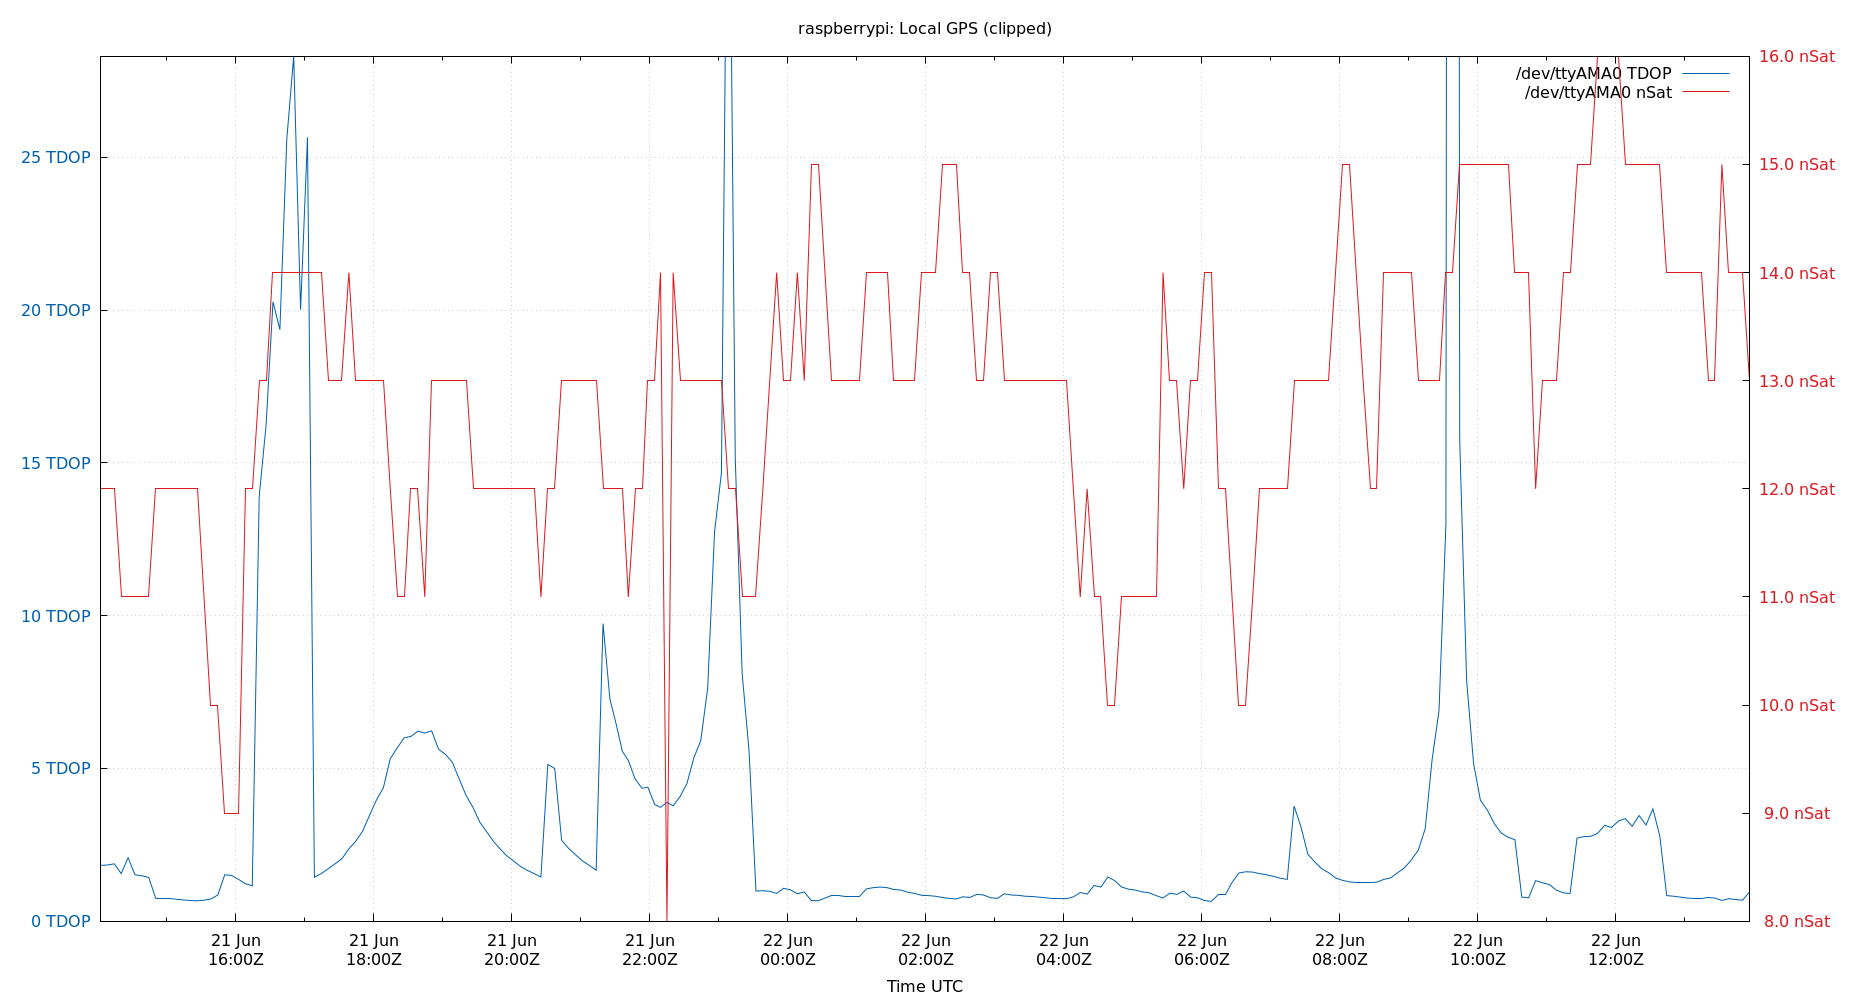 raspberrypi: Local GPS (clipped)
16.0 nSat
/dev/ttyAMA0 TDOP
/dev/ttyAMA0 nSat
25 TDOP
15.0 nSat
14.0 nSat
20 TDOP
13.0 nSat
15 TDOP
12.0 nSat
11.0 nSat
10 TDOP
10.0 nSat
5 TDOP
9.0 nSat
0 TDOP
8.0 nSat
21 Jun 21 Jun 21 Jun 21 Jun 22 Jun 22 Jun 22 Jun 22 Jun 22 Jun 22 Jun 22 Jun
16:00Z 18:00Z 20:00Z 22:00Z 00:00Z 02:00Z 04:00Z 06:00Z 08:00Z 10:00Z 12:00Z
Time UTC